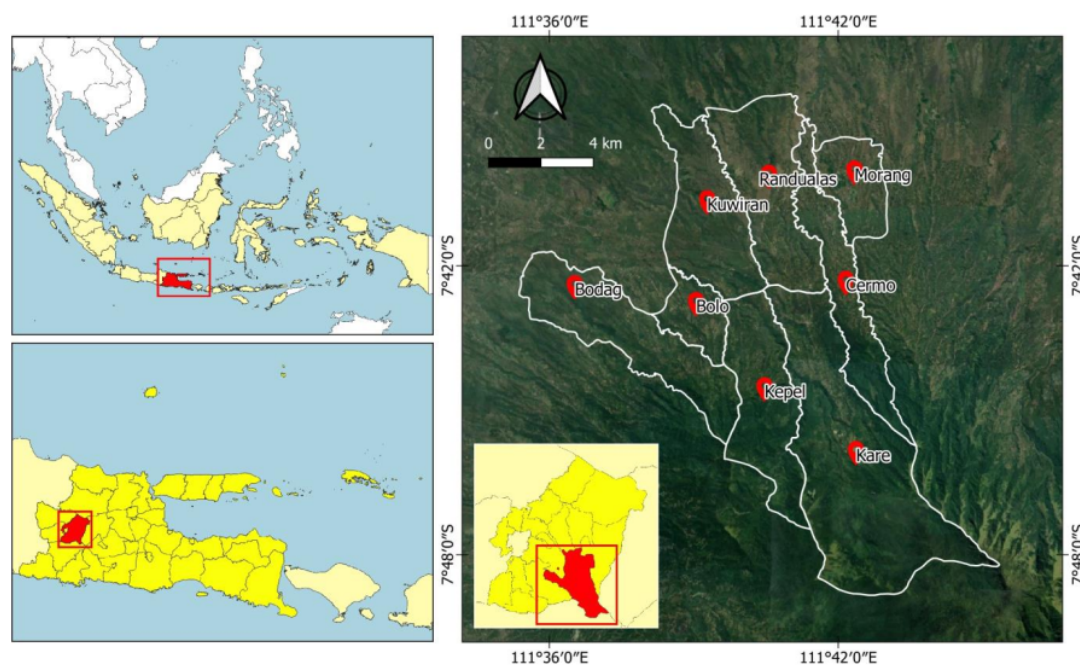 111°36′0″E 111°42′0″E
0 2 4 km
Randualas Morang
Kuwiran
7°42′0″S 7°42′0″S
Bodag Cermo
Bolo
Kepel
Kare
7°48′0″S 7°48′0″S
111°36′0″E 111°42′0″E